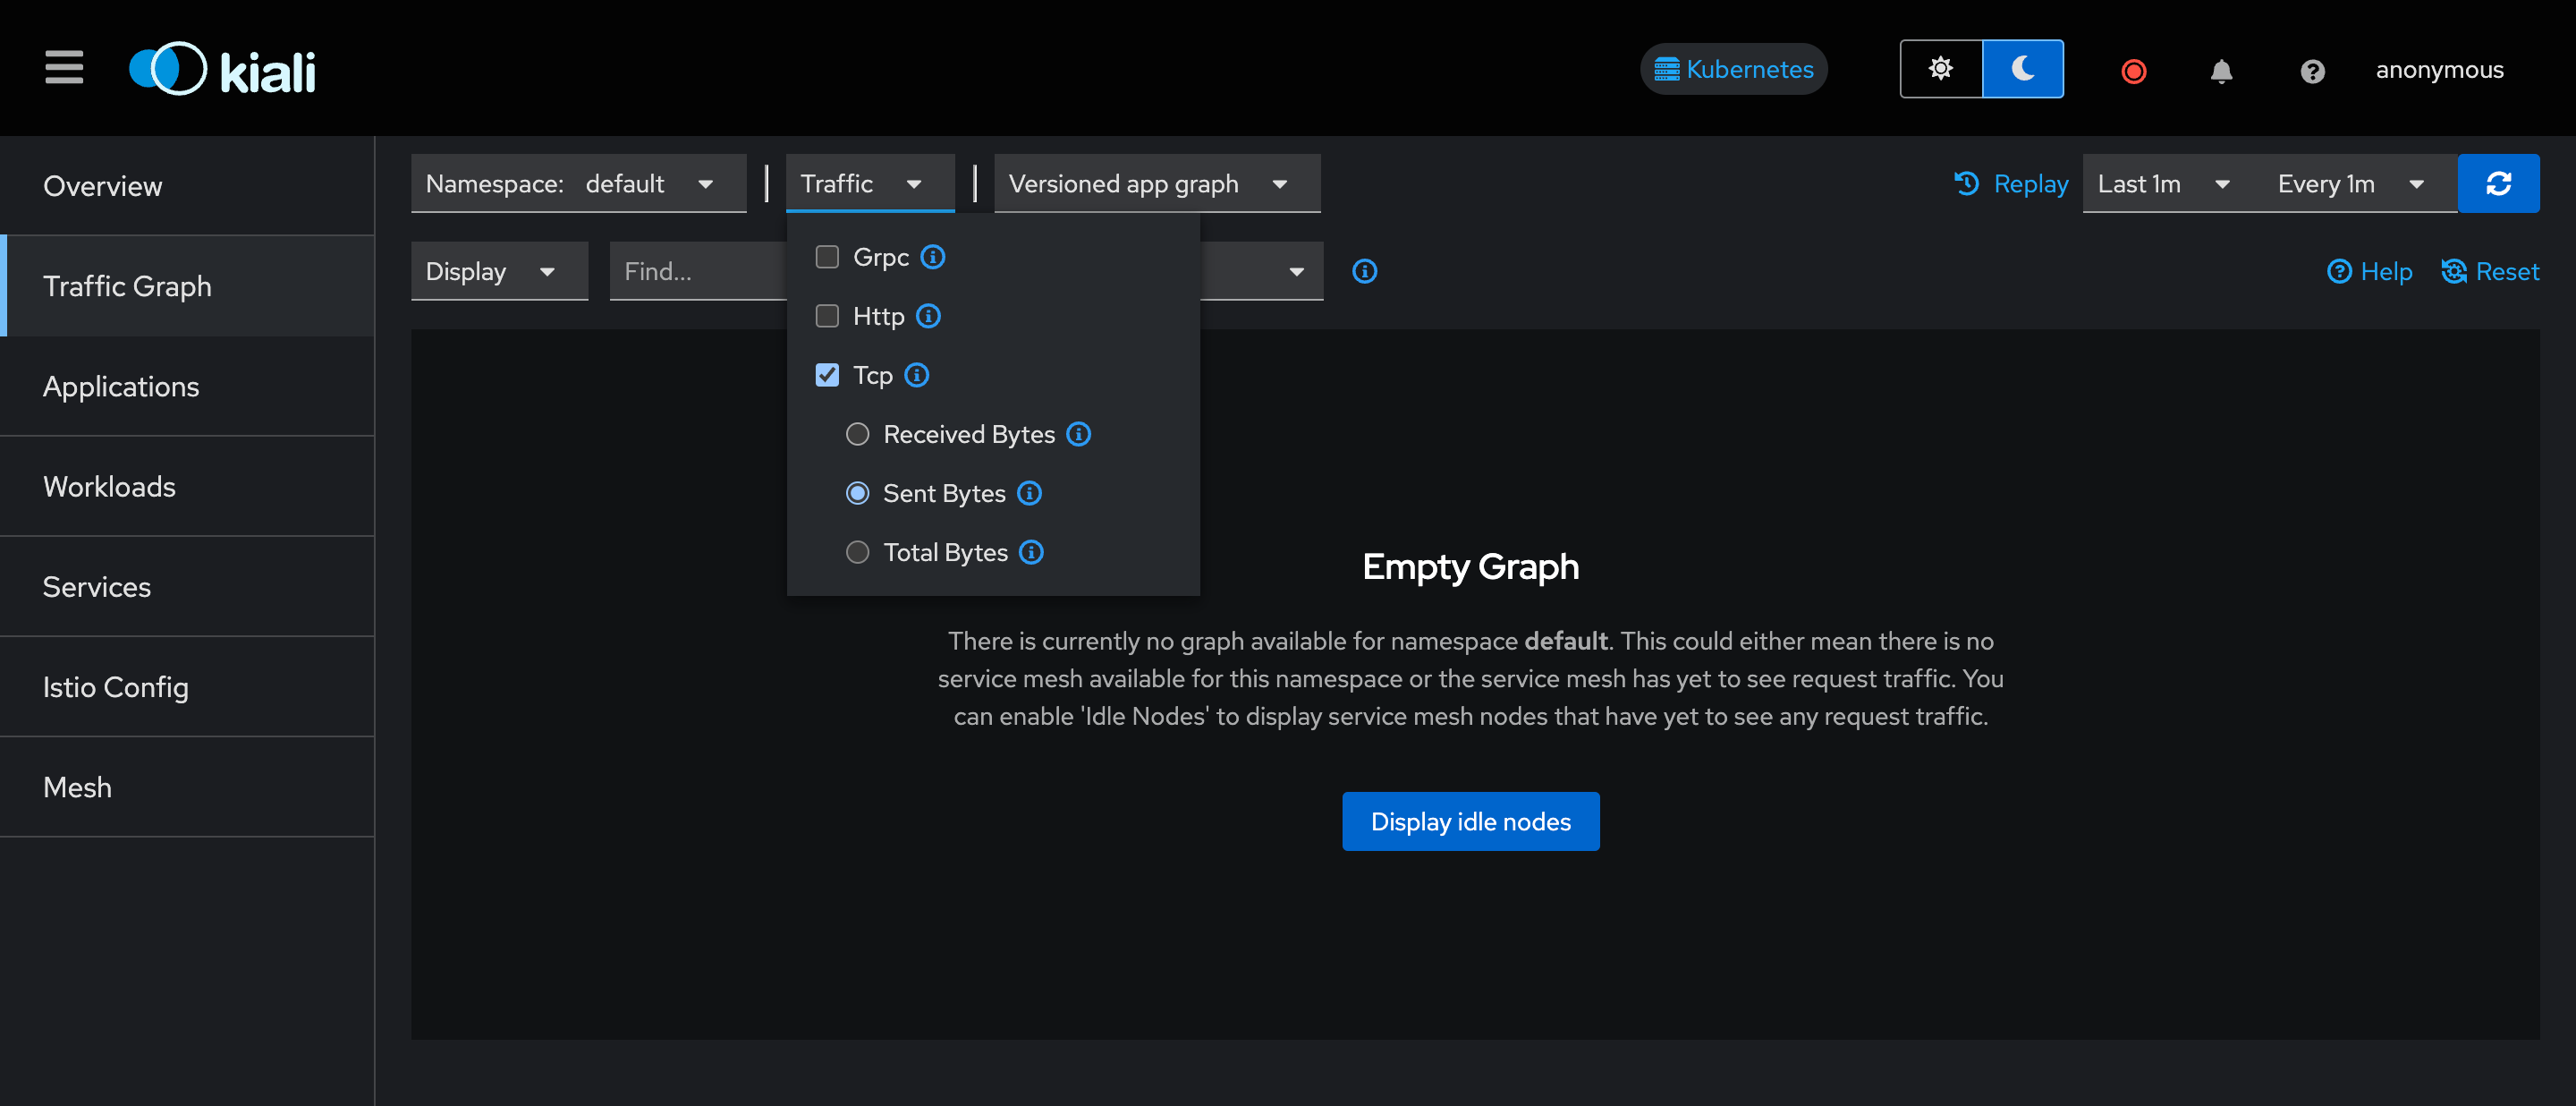 kiali
Kubernetes
anonymous
Overview
Traffic Graph
Applications
Workloads
Services
Istio Config
Mesh
Namespace: default
Traffic
Versioned app graph
Replay
Last 1m
Every 1m
Display
Find...
Help
Reset
Grpc
Http
Tcp
Received Bytes
Sent Bytes
Total Bytes
Empty Graph
There is currently no graph available for namespace default. This could either mean there is no
service mesh available for this namespace or the service mesh has yet to see request traffic. You
can enable 'Idle Nodes' to display service mesh nodes that have yet to see any request traffic.
Display idle nodes